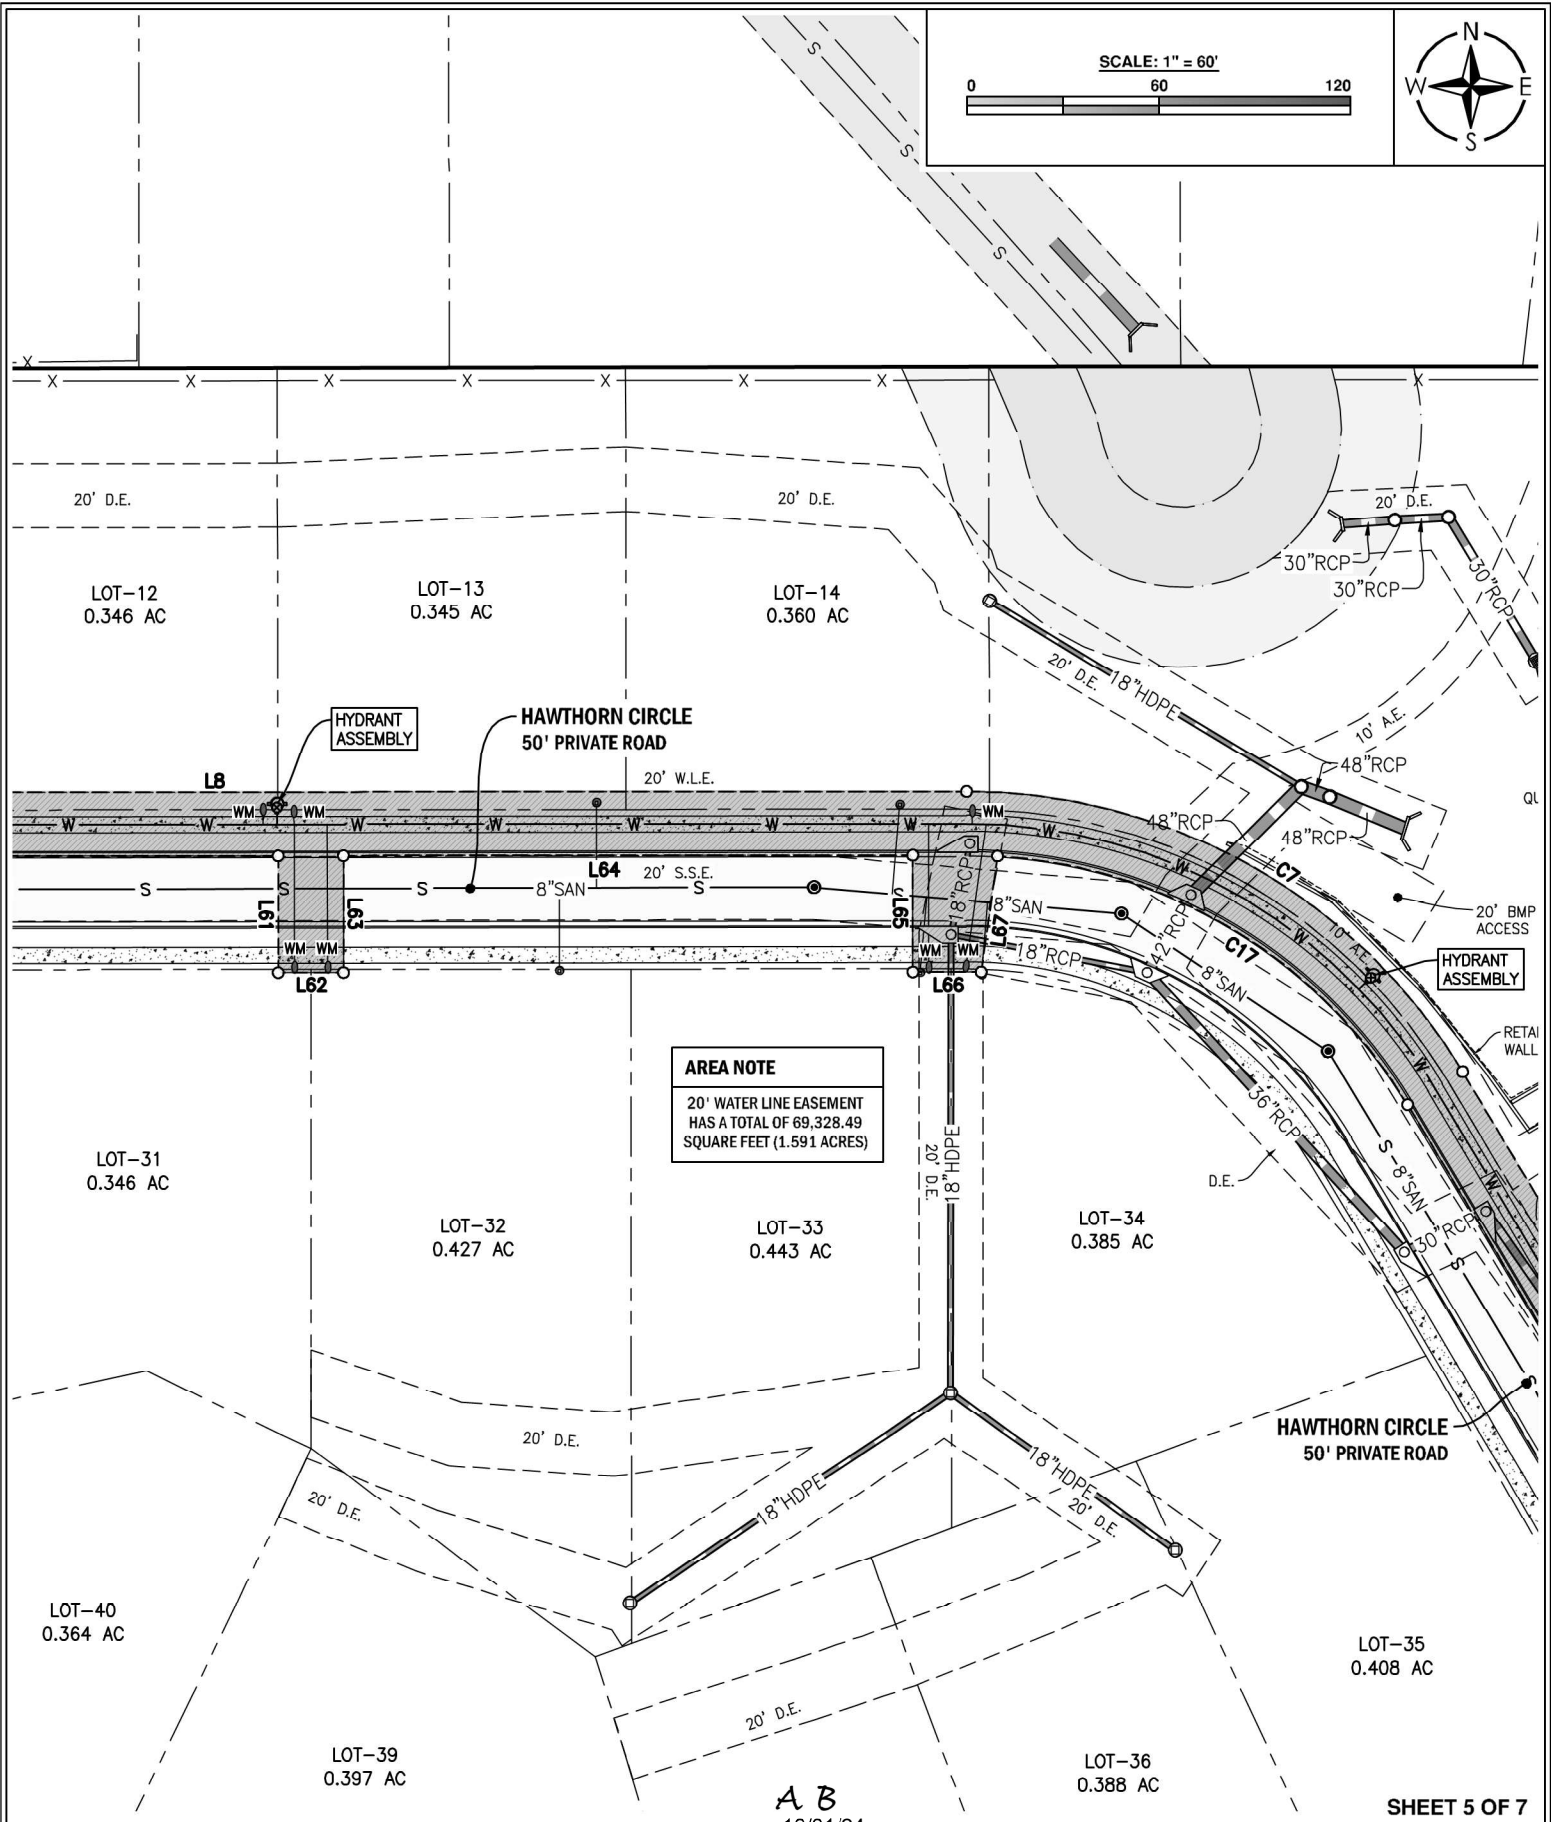 SCALE: 1" = 60'
0 60 120
N
W E
S
S
S
S
X
X X X X X X X X
20' D.E.
20' D.E.
20' D.E.
30"RCP
30"RCP
30"RCP
LOT-12
0.346 AC
LOT-13
0.345 AC
LOT-14
0.360 AC
20' D.E.
18"HDPE
10' A.E.
HYDRANT
ASSEMBLY
HAWTHORN CIRCLE
50' PRIVATE ROAD
L8
20' W.L.E.
48"RCP
WM WM WM
W W W W W W W W
48"RCP
48"RCP
W
C7
L64
20' S.S.E.
18"RCP
S S S 8"SAN S S
8"SAN
L61
L63
L65
L67
42"RCP
C17
W
10' A.E.
20' BMP
ACCESS
WM WM
WM WM
18"RCP
8"SAN
HYDRANT
ASSEMBLY
L62
L66
AREA NOTE
20' WATER LINE EASEMENT
HAS A TOTAL OF 69,328.49
SQUARE FEET (1.591 ACRES)
W
WALL
36"RCP
18"HDPE
20' D.E.
D.E.
S
8"SAN
W
30"RCP
S
LOT-31
0.346 AC
LOT-32
0.427 AC
LOT-33
0.443 AC
LOT-34
0.385 AC
S
HAWTHORN CIRCLE
50' PRIVATE ROAD
20' D.E.
18"HDPE
18"HDPE
20' D.E.
20' D.E.
LOT-40
0.364 AC
LOT-35
0.408 AC
20' D.E.
LOT-39
0.397 AC
LOT-36
0.388 AC
A B
SHEET 5 OF 7